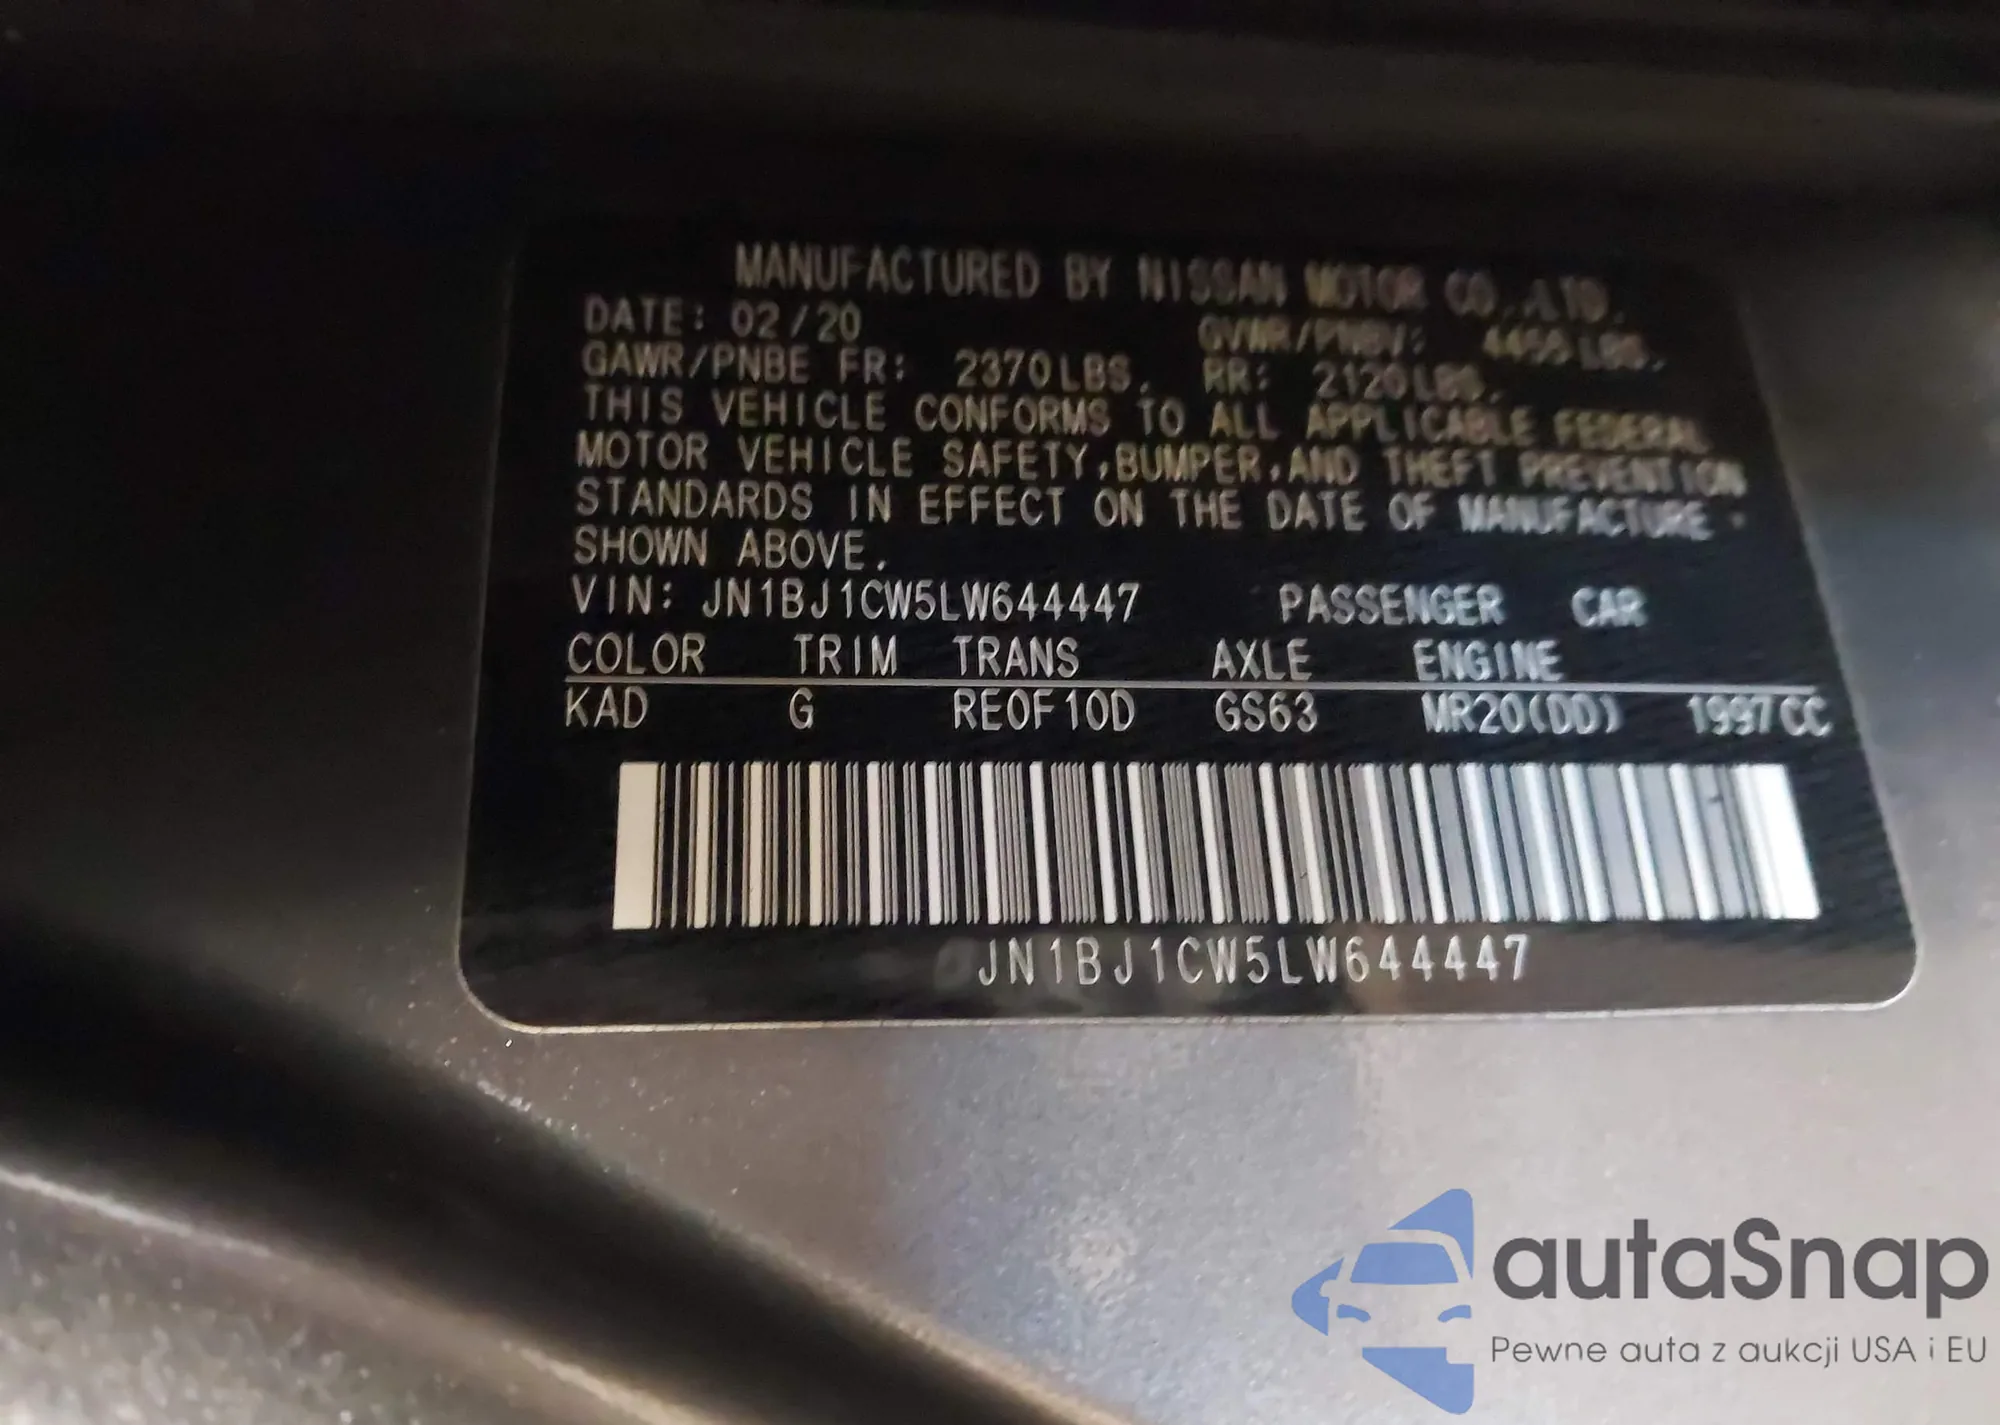 MANUFACTURED BY NISSAN MOTOR CO.,LTD.
DATE: 02/20 GVWR/PNBV: LBS.
GAWR/PNBE FR: 2370LBS. RR: 2120LBS.
THIS VEHICLE CONFORMS TO ALL APPLICABLE FEDERAL
MOTOR VEHICLE SAFETY,BUMPER,AND THEFT PREVENTION
STANDARDS IN EFFECT ON THE DATE OF MANUFACTURE
SHOWN ABOVE.
VIN: JN1BJ1CW5LW644447 PASSENGER CAR
COLOR TRIM TRANS AXLE ENGINE
KAD G RE0F10D GS63 MR20(DD) 1997CC
JN1BJ1CW5LW644447
autaSnap
Pewne auta z aukcji USA i EU